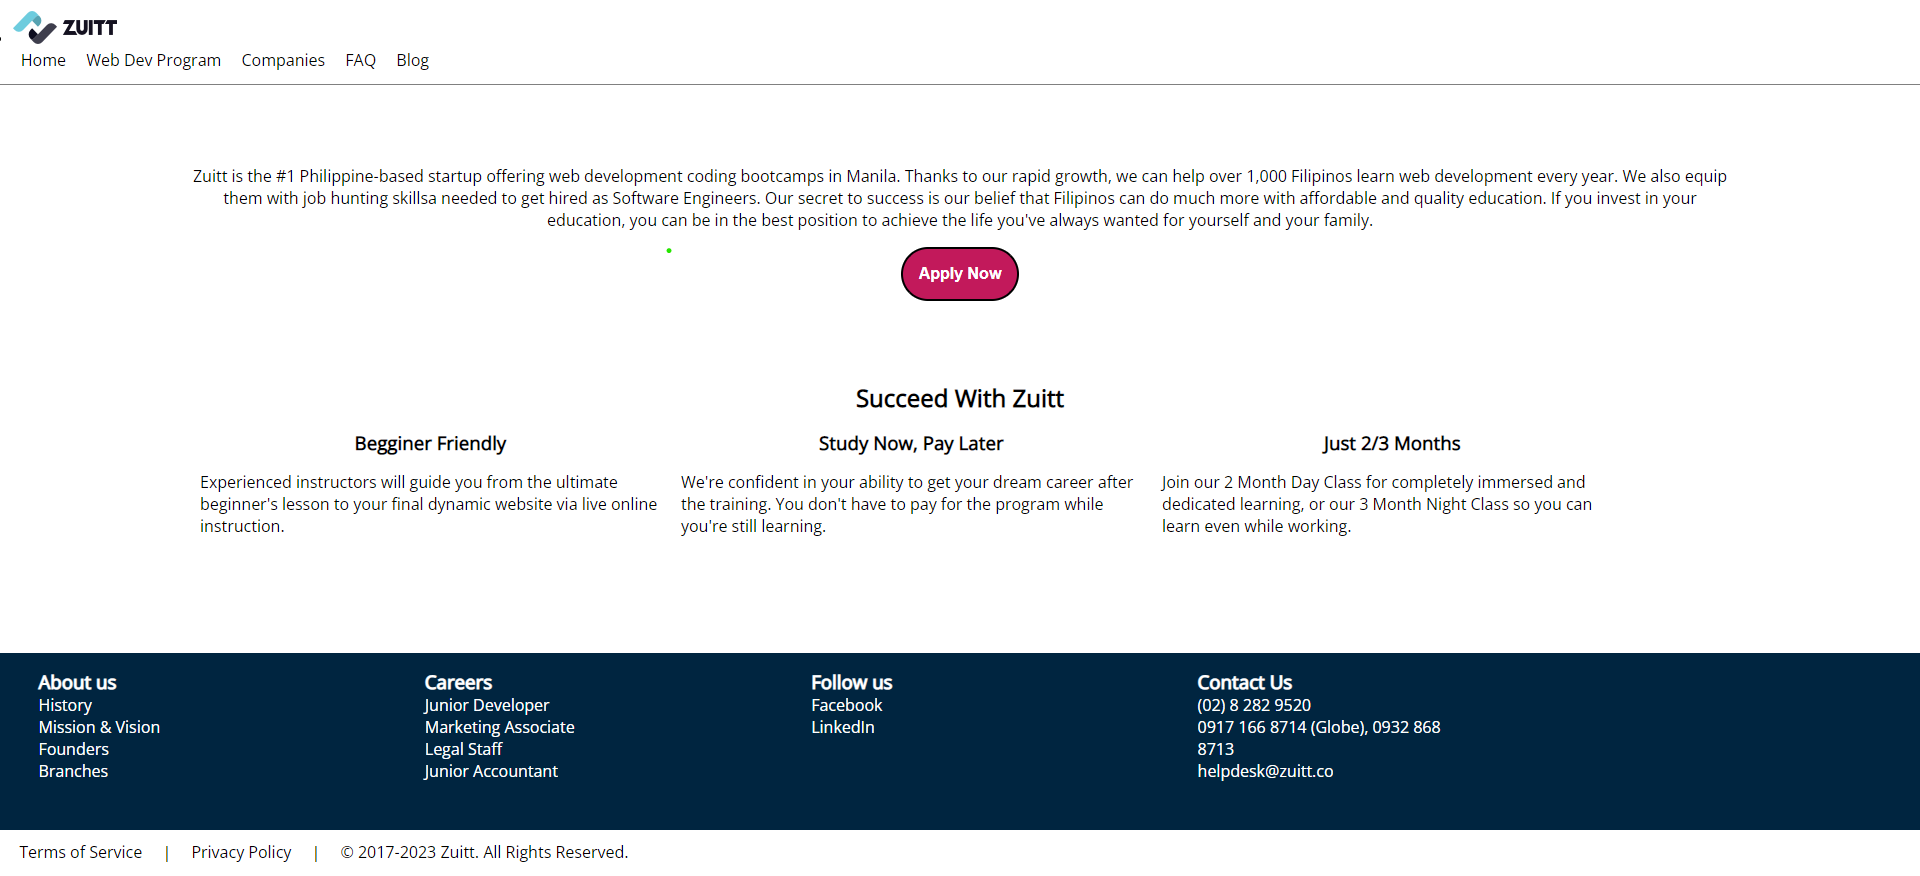 ZUITT
Home Web Dev Program Companies FAQ Blog
Zuitt is the #1 Philippine-based startup offering web development coding bootcamps in Manila. Thanks to our rapid growth, we can help over 1,000 Filipinos learn web development every year. We also equip
them with job hunting skillsa needed to get hired as Software Engineers. Our secret to success is our belief that Filipinos can do much more with affordable and quality education. If you invest in your
education, you can be in the best position to achieve the life you've always wanted for yourself and your family.
Apply Now
Succeed With Zuitt
Begginer Friendly
Experienced instructors will guide you from the ultimate
beginner's lesson to your final dynamic website via live online
instruction.
Study Now, Pay Later
We're confident in your ability to get your dream career after
the training. You don't have to pay for the program while
you're still learning.
Just 2/3 Months
Join our 2 Month Day Class for completely immersed and
dedicated learning, or our 3 Month Night Class so you can
learn even while working.
About us
History
Mission & Vision
Founders
Branches
Careers
Junior Developer
Marketing Associate
Legal Staff
Junior Accountant
Follow us
Facebook
LinkedIn
Contact Us
(02) 8 282 9520
0917 166 8714 (Globe), 0932 868
8713
helpdesk@zuitt.co
Terms of Service | Privacy Policy | © 2017-2023 Zuitt. All Rights Reserved.